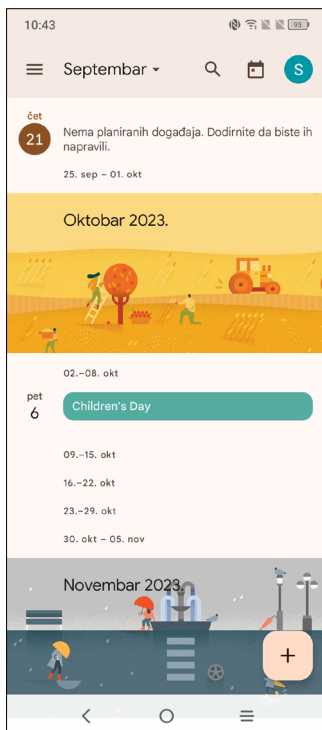 10:43
95
Septembar
S
čet
21
Nema planiranih događaja. Dodirnite da biste ih
napravili.
25. sep – 01. okt
Oktobar 2023.
02.–08. okt
pet
6
Children's Day
09.–15. okt
16.–22. okt
23.–29. okt
30. okt – 05. nov
Novembar 2023.
+